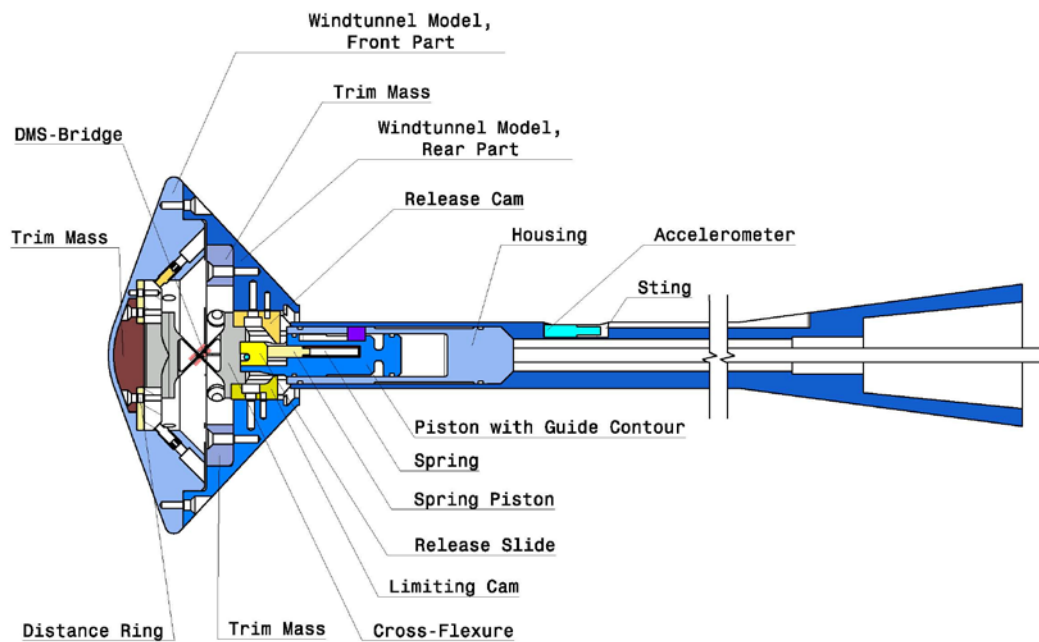 Windtunnel Model,
Front Part
Trim Mass
DMS-Bridge
Windtunnel Model,
Rear Part
Release Cam
Trim Mass
Housing
Accelerometer
Sting
Piston with Guide Contour
Spring
Spring Piston
Release Slide
Limiting Cam
Distance Ring
Trim Mass
Cross-Flexure